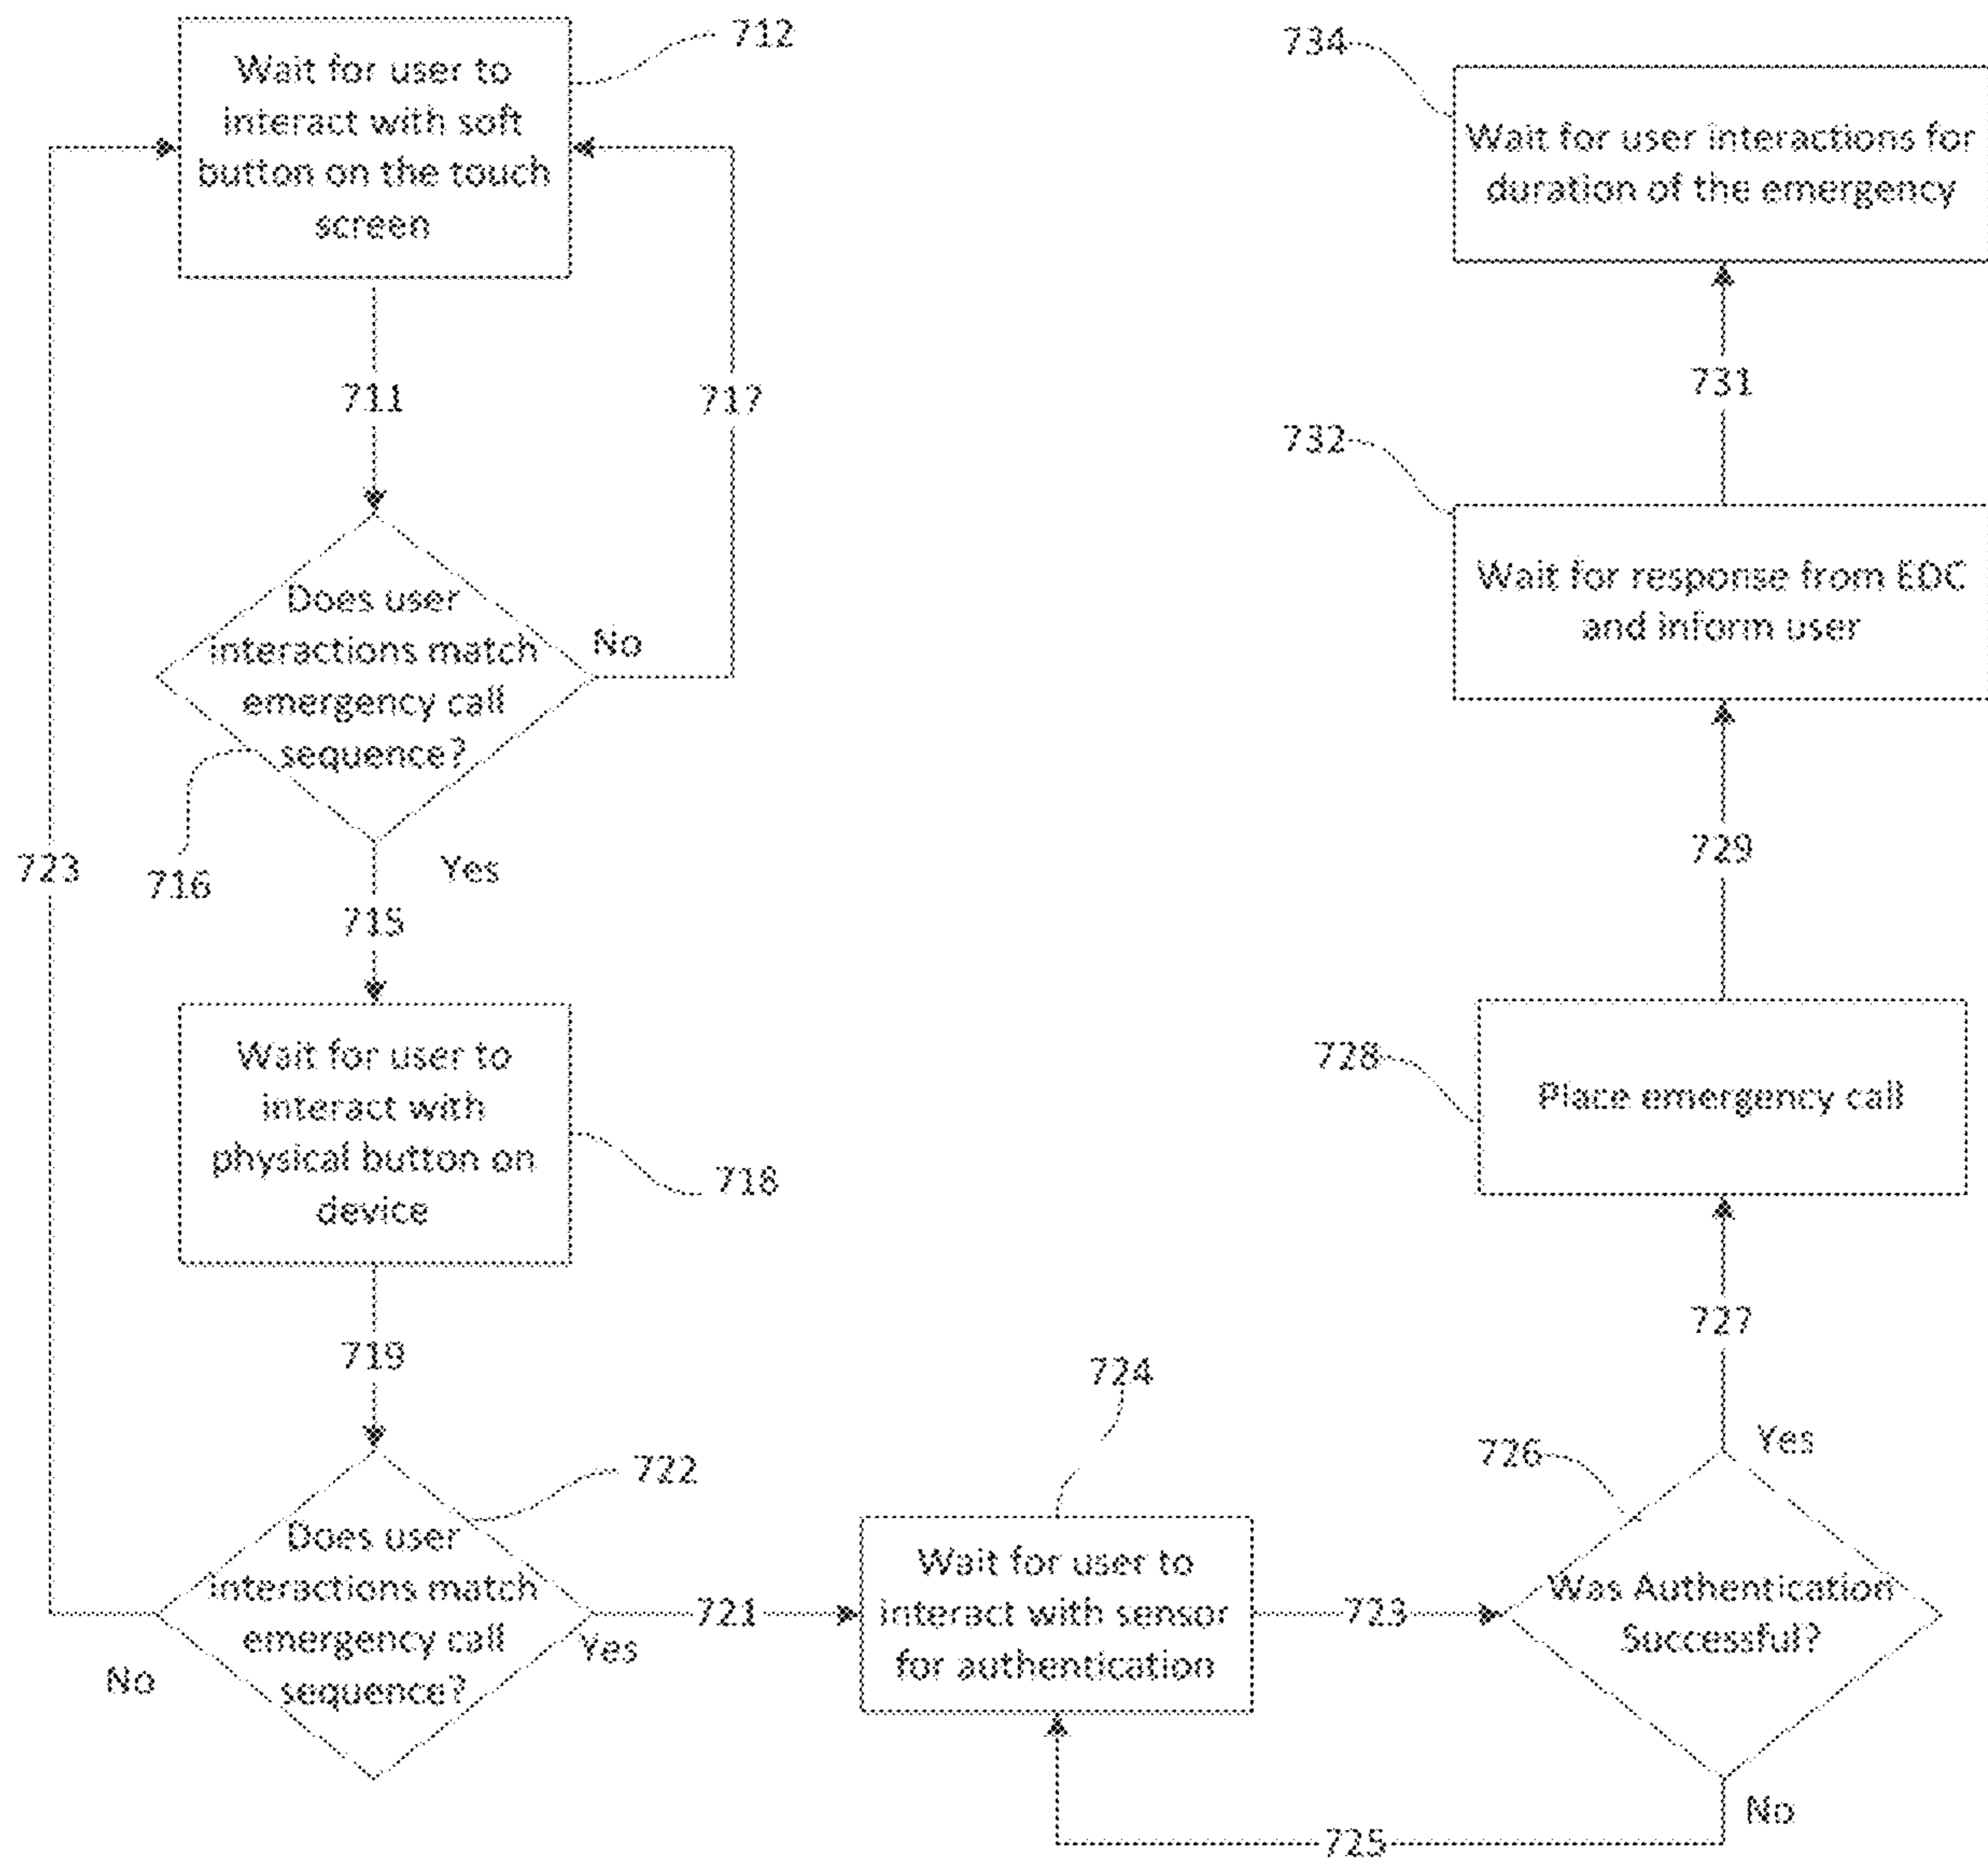 712
Wait for user to
interact with soft
button on the touch
screen
711
717
Does user
interactions match
emergency call
sequence?
No
716
Yes
723
715
Wait for user to
interact with
physical button on
device
718
719
722
Does user
interactions match
emergency call
sequence?
No
Yes
721
724
Wait for user to
interact with sensor
for authentication
723
726
Was Authentication
Successful?
Yes
No
725
727
728
Place emergency call
729
732
Wait for response from EDC
and inform user
731
734
Wait for user interactions for
duration of the emergency